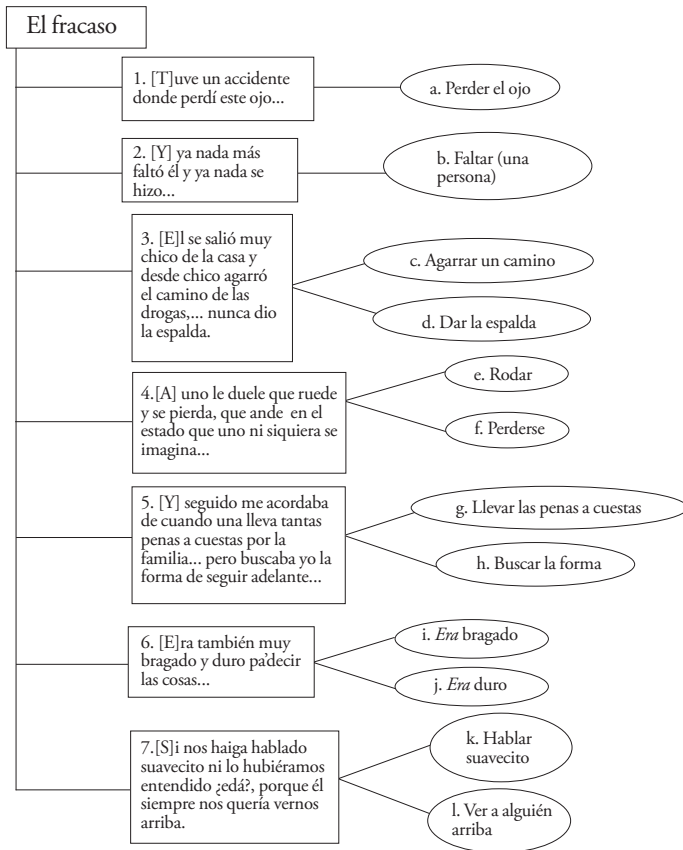 El fracaso
1. [T]uve un accidente
donde perdí este ojo...
a. Perder el ojo
2. [Y] ya nada más
faltó él y ya nada se
hizo...
b. Faltar (una
persona)
3. [E]l se salió muy
chico de la casa y
desde chico agarró
el camino de las
drogas,... nunca dio
la espalda.
c. Agarrar un camino
d. Dar la espalda
4.[A] uno le duele que ruede
y se pierda, que ande en el
estado que uno ni siquiera se
imagina...
e. Rodar
f. Perderse
5. [Y] seguido me acordaba
de cuando una lleva tantas
penas a cuestas por la
familia... pero buscaba yo la
forma de seguir adelante...
g. Llevar las penas a cuestas
h. Buscar la forma
6. [E]ra también muy
bragado y duro pa'decir
las cosas...
i. Era bragado
j. Era duro
7.[S]i nos haiga hablado
suavecito ni lo hubiéramos
entendido ¿edá?, porque él
siempre nos quería vernos
arriba.
k. Hablar
suavecito
l. Ver a alguién
arriba